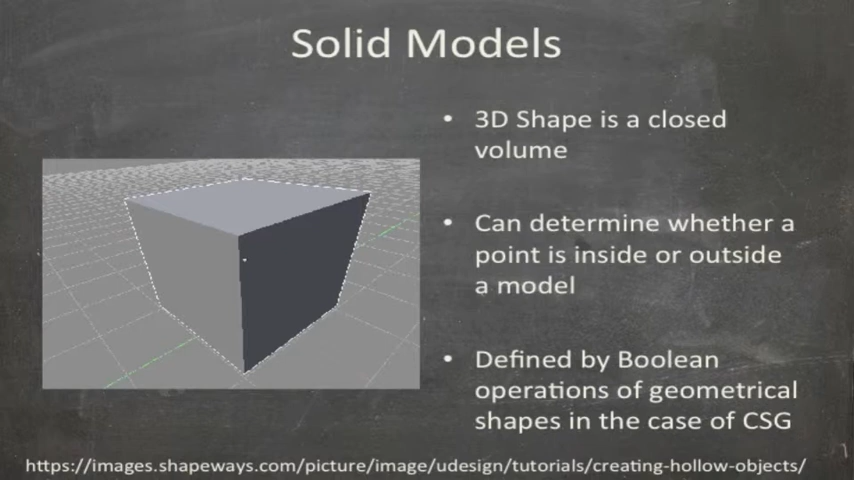 Solid Models
• 3D Shape is a closed
volume
• Can determine whether a
point is inside or outside
a model
• Defined by Boolean
operations of geometrical
shapes in the case of CSG
https://images.shapeways.com/picture/image/udesign/tutorials/creating-hollow-objects/